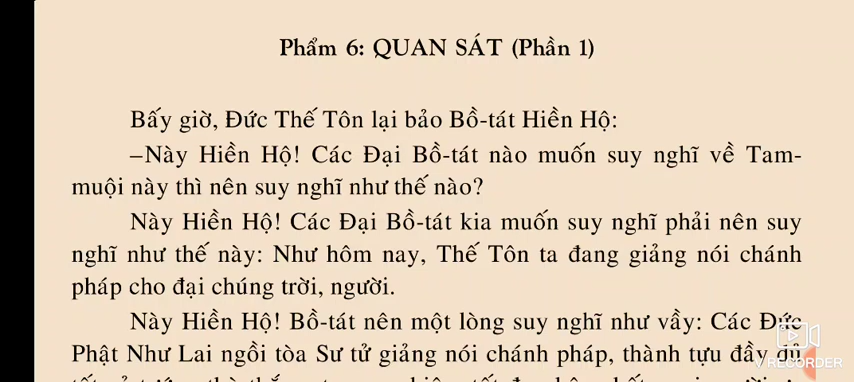 Phẩm 6: QUAN SÁT (Phần 1)
Bấy giờ, Đức Thế Tôn lại bảo Bồ-tát Hiền Hộ:
–Này Hiền Hộ! Các Đại Bồ-tát nào muốn suy nghĩ về Tam-
muội này thì nên suy nghĩ như thế nào?
Này Hiền Hộ! Các Đại Bồ-tát kia muốn suy nghĩ phải nên suy
nghĩ như thế này: Như hôm nay, Thế Tôn ta đang giảng nói chánh
pháp cho đại chúng trời, người.
Này Hiền Hộ! Bồ-tát nên một lòng suy nghĩ như vầy: Các Đức
Phật Như Lai ngồi tòa Sư tử giảng nói chánh pháp, thành tựu đầy đủ
V RECORDER